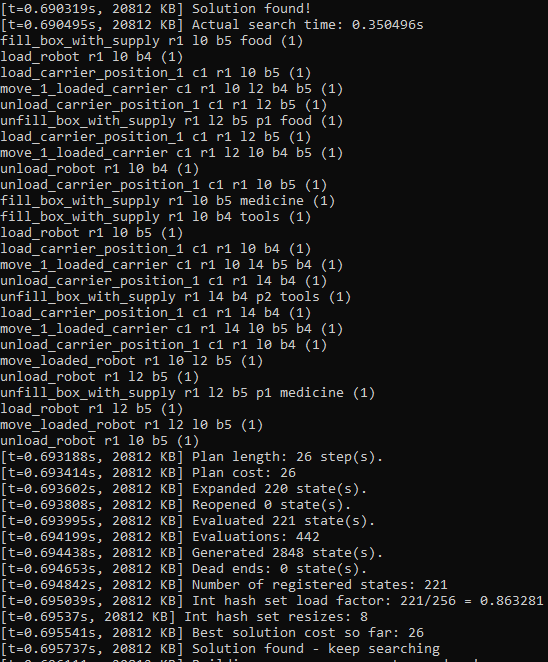 [t=0.690319s, 20812 KB] Solution found!
[t=0.690495s, 20812 KB] Actual search time: 0.350496s
fill_box_with_supply r1 l0 b5 food (1)
load_robot r1 l0 b4 (1)
load_carrier_position_1 c1 r1 l0 b5 (1)
move_1_loaded_carrier c1 r1 l0 l2 b4 b5 (1)
unload_carrier_position_1 c1 r1 l2 b5 (1)
unfill_box_with_supply r1 l2 b5 p1 food (1)
load_carrier_position_1 c1 r1 l2 b5 (1)
move_1_loaded_carrier c1 r1 l2 l0 b4 b5 (1)
unload_robot r1 l0 b4 (1)
unload_carrier_position_1 c1 r1 l0 b5 (1)
fill_box_with_supply r1 l0 b5 medicine (1)
fill_box_with_supply r1 l0 b4 tools (1)
load_robot r1 l0 b5 (1)
load_carrier_position_1 c1 r1 l0 b4 (1)
move_1_loaded_carrier c1 r1 l0 l4 b5 b4 (1)
unload_carrier_position_1 c1 r1 l4 b4 (1)
unfill_box_with_supply r1 l4 b4 p2 tools (1)
load_carrier_position_1 c1 r1 l4 b4 (1)
move_1_loaded_carrier c1 r1 l4 l0 b5 b4 (1)
unload_carrier_position_1 c1 r1 l0 b4 (1)
move_loaded_robot r1 l0 l2 b5 (1)
unload_robot r1 l2 b5 (1)
unfill_box_with_supply r1 l2 b5 p1 medicine (1)
load_robot r1 l2 b5 (1)
move_loaded_robot r1 l2 l0 b5 (1)
unload_robot r1 l0 b5 (1)
[t=0.693188s, 20812 KB] Plan length: 26 step(s).
[t=0.693414s, 20812 KB] Plan cost: 26
[t=0.693602s, 20812 KB] Expanded 220 state(s).
[t=0.693808s, 20812 KB] Reopened 0 state(s).
[t=0.693995s, 20812 KB] Evaluated 221 state(s).
[t=0.694199s, 20812 KB] Evaluations: 442
[t=0.694438s, 20812 KB] Generated 2848 state(s).
[t=0.694653s, 20812 KB] Dead ends: 0 state(s).
[t=0.694842s, 20812 KB] Number of registered states: 221
[t=0.695039s, 20812 KB] Int hash set load factor: 221/256 = 0.863281
[t=0.69537s, 20812 KB] Int hash set resizes: 8
[t=0.695541s, 20812 KB] Best solution cost so far: 26
[t=0.695737s, 20812 KB] Solution found - keep searching